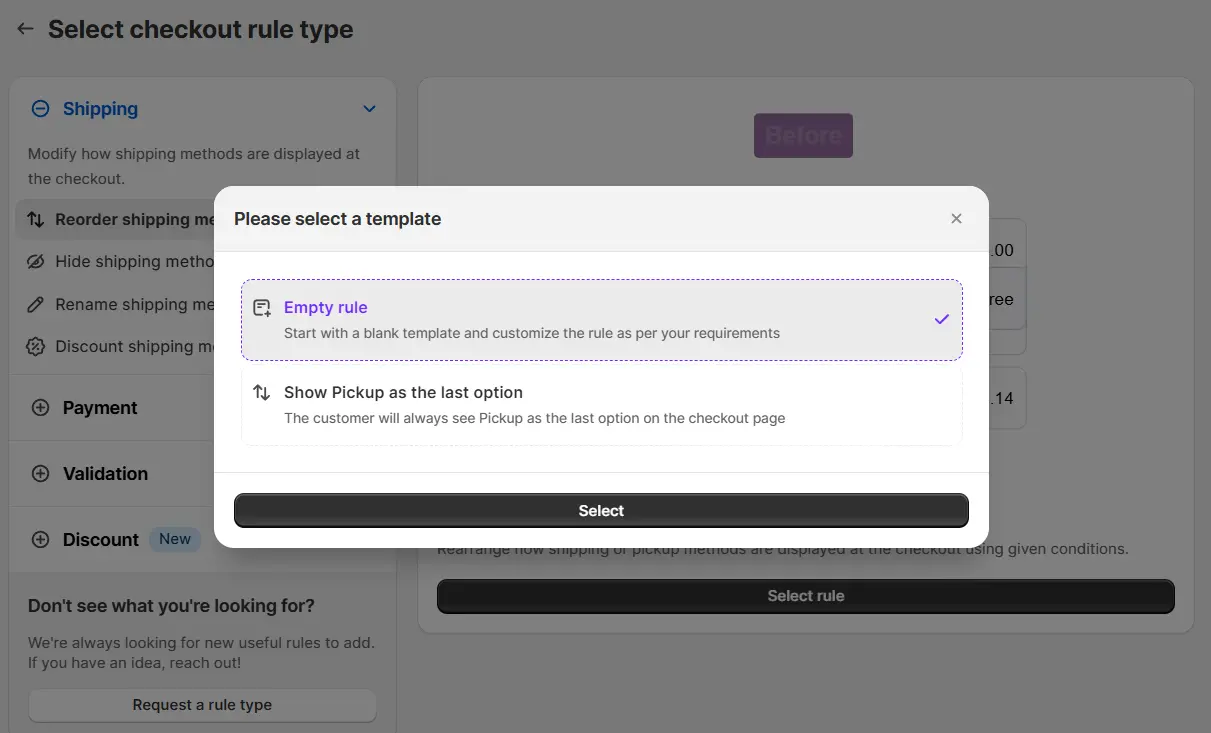 Select checkout rule type
Shipping
Modify how shipping methods are displayed at
the checkout.
Reorder shipping me
Hide shipping metho
Rename shipping me
Discount shipping m
Payment
Validation
Discount New
Don't see what you're looking for?
We're always looking for new useful rules to add.
If you have an idea, reach out!
Request a rule type
Before
.00
ree
.14
Please select a template
Empty rule
Start with a blank template and customize the rule as per your requirements
Show Pickup as the last option
The customer will always see Pickup as the last option on the checkout page
Select
Rearrange how shipping or pickup methods are displayed at the checkout using given conditions.
Select rule